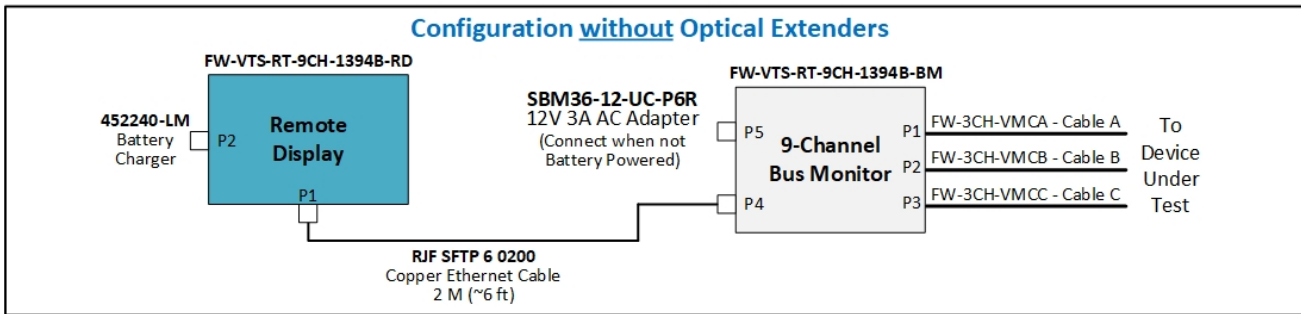 Configuration without Optical Extenders
FW-VTS-RT-9CH-1394B-RD
452240-LM
Battery
Charger
P2
Remote
Display
P1
RJF SFTP 6 0200
Copper Ethernet Cable
2 M (~6 ft)
FW-VTS-RT-9CH-1394B-BM
SBM36-12-UC-P6R
12V 3A AC Adapter
(Connect when not
Battery Powered)
P5
P4
9-Channel
Bus Monitor
P1
P2
P3
FW-3CH-VMCA - Cable A
FW-3CH-VMCB - Cable B
FW-3CH-VMCC - Cable C
To
Device
Under
Test